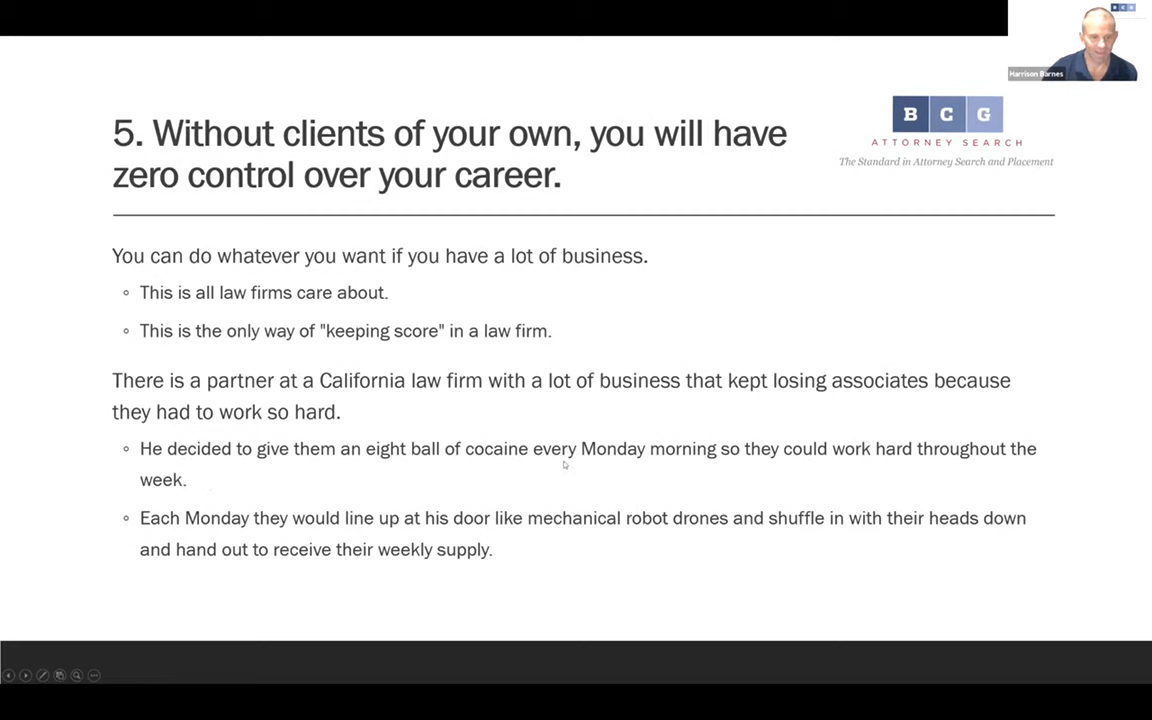 B C G
Harrison Barnes
5. Without clients of your own, you will have
zero control over your career.
B C G
ATTORNEY SEARCH
The Standard in Attorney Search and Placement
You can do whatever you want if you have a lot of business.
This is all law firms care about.
This is the only way of "keeping score" in a law firm.
There is a partner at a California law firm with a lot of business that kept losing associates because
they had to work so hard.
He decided to give them an eight ball of cocaine every Monday morning so they could work hard throughout the
week.
Each Monday they would line up at his door like mechanical robot drones and shuffle in with their heads down
and hand out to receive their weekly supply.